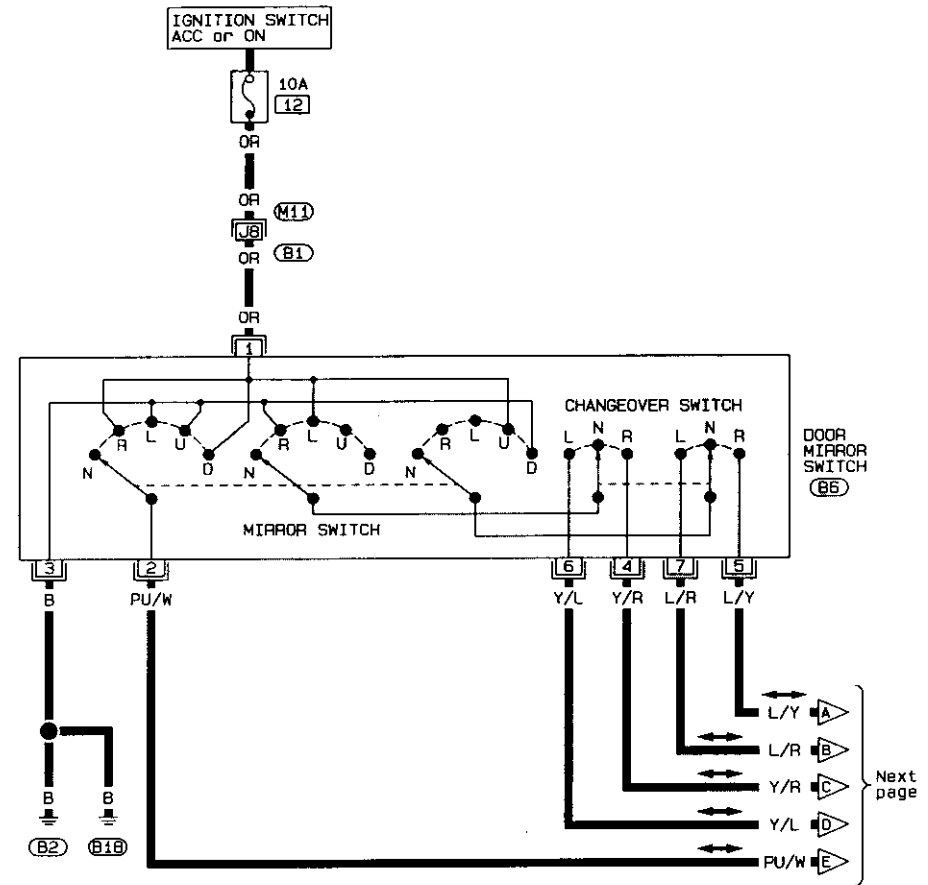 IGNITION SWITCH
ACC or ON
10A
12
OR
OR
M11
J8
OR
B1
OR
1
CHANGEOVER SWITCH
R
L
U
D
N
R
L
U
D
N
R
L
U
D
N
L
N
R
L
N
R
DOOR
MIRROR
SWITCH
B6
MIRROR SWITCH
3
2
6
4
7
5
B
PU/W
Y/L
Y/R
L/R
L/Y
L/Y
A
L/R
B
Y/R
C
Y/L
D
PU/W
E
Next
page
B
B
B2
B18